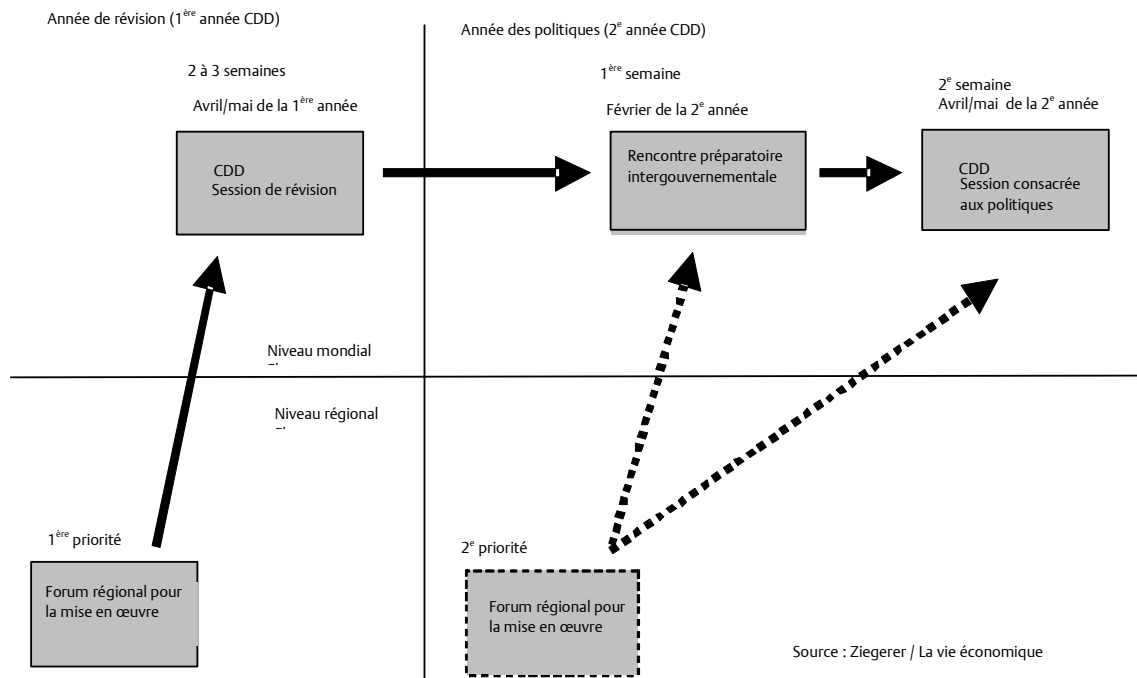 Année de révision (1ère année CDD)
Année des politiques (2e année CDD)
2 à 3 semaines
Avril/mai de la 1ère année
1ère semaine
Février de la 2e année
2e semaine
Avril/mai de la 2e année
CDD
Session de révision
Rencontre préparatoire
intergouvernementale
CDD
Session consacrée
aux politiques
Niveau mondial
Niveau régional
1ère priorité
Forum régional pour
la mise en œuvre
2e priorité
Forum régional pour
la mise en œuvre
Source : Ziegerer / La vie économique